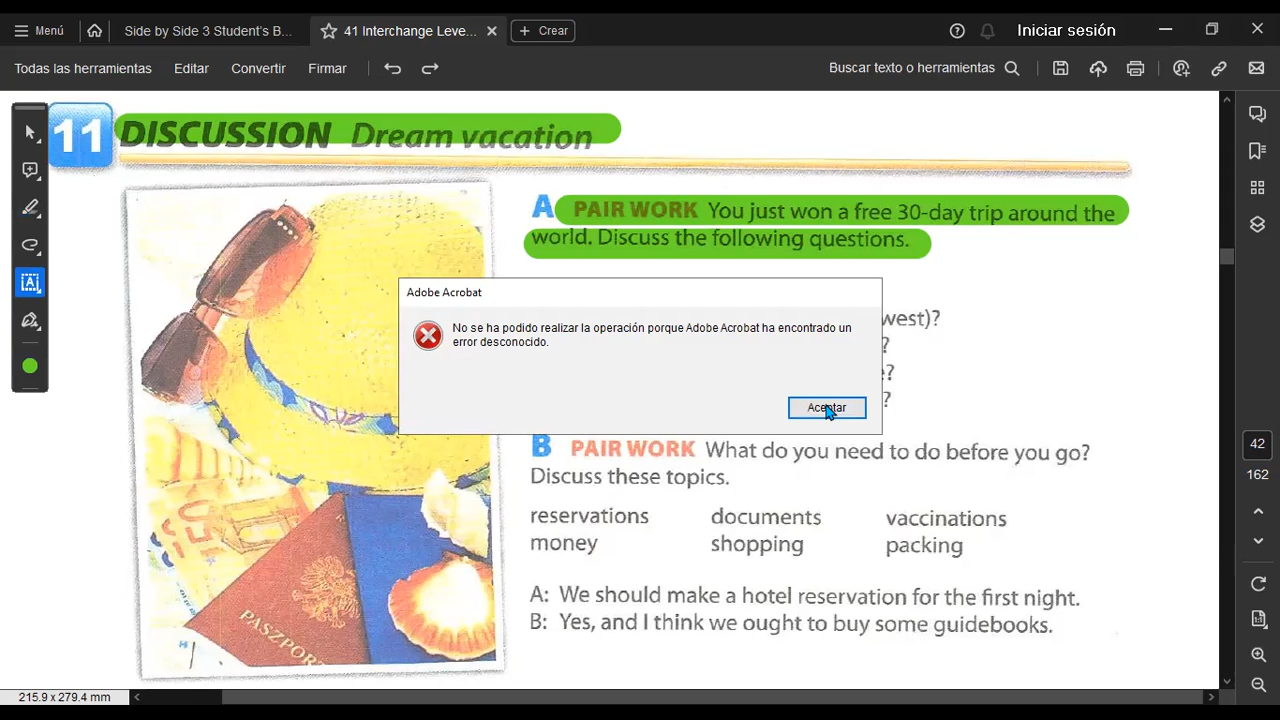 Menú
Side by Side 3 Student's B...
41 Interchange Leve...
Crear
Iniciar sesión
Todas las herramientas
Editar
Convertir
Firmar
Buscar texto o herramientas
11 DISCUSSION Dream vacation
A PAIR WORK You just won a free 30-day trip around the
world. Discuss the following questions.
Adobe Acrobat
No se ha podido realizar la operación porque Adobe Acrobat ha encontrado un
error desconocido.
Aceptar
west)?
?
e?
?
B PAIR WORK What do you need to do before you go?
Discuss these topics.
reservations documents vaccinations
money shopping packing
A: We should make a hotel reservation for the first night.
B: Yes, and I think we ought to buy some guidebooks.
PASZPOR
42
162
215.9 x 279.4 mm